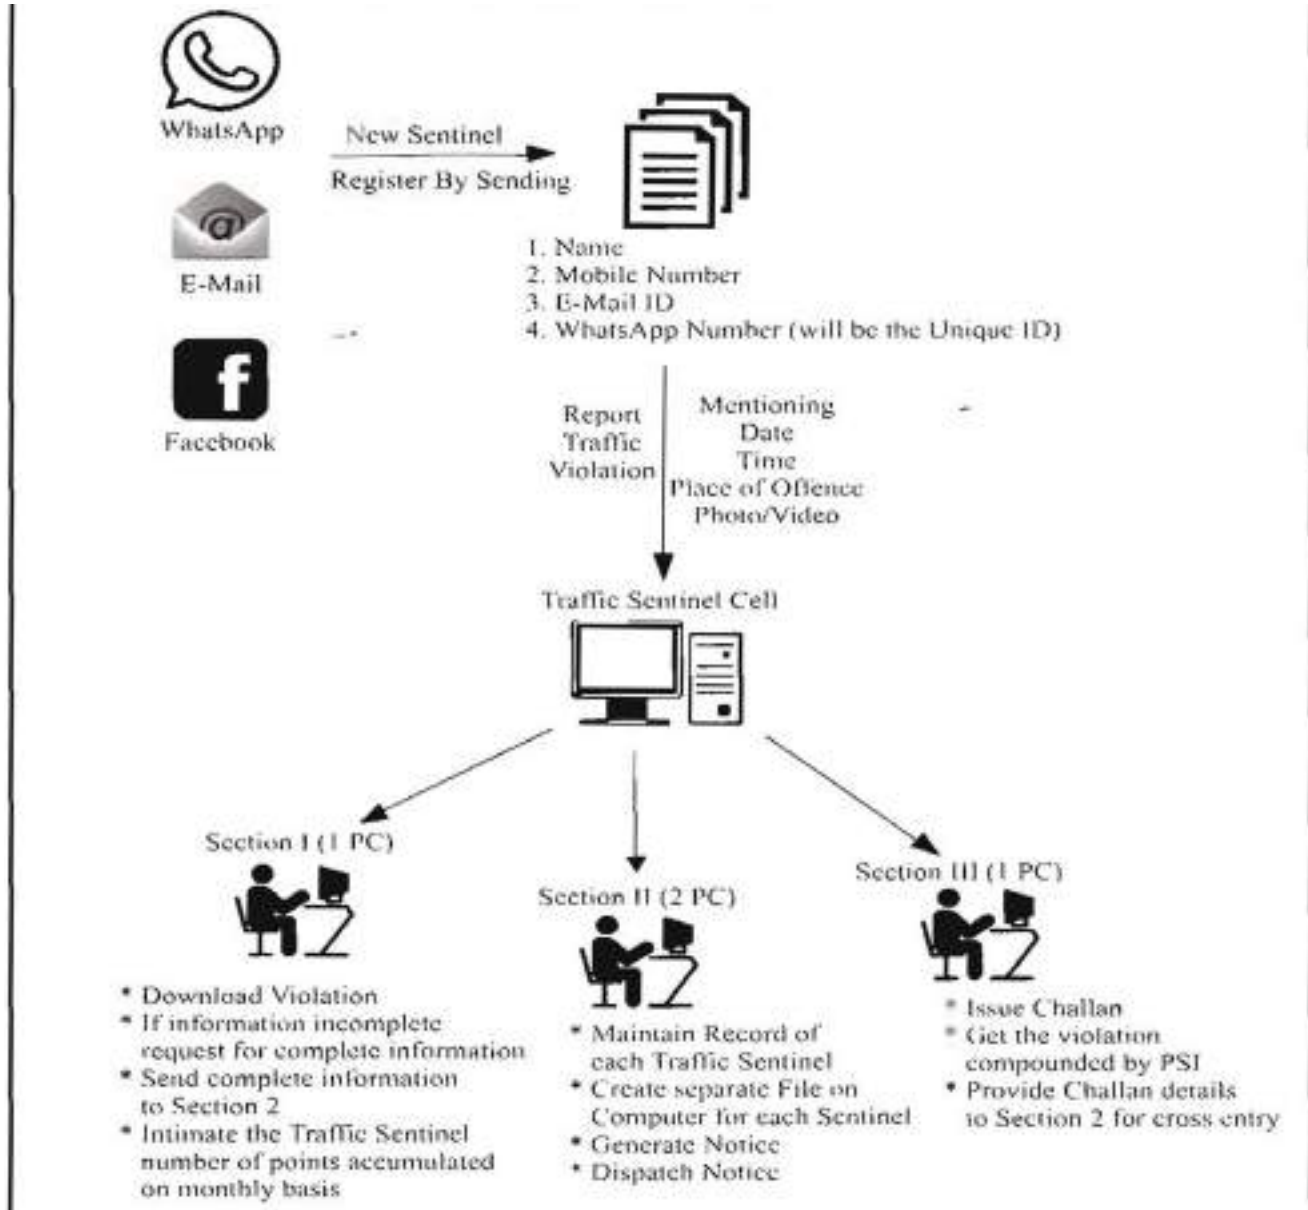 WhatsApp
New Sentinel
Register By Sending
E-Mail
Facebook
1. Name
2. Mobile Number
3. E-Mail ID
4. WhatsApp Number (will be the Unique ID)
Report
Traffic
Violation
Mentioning
Date
Time
Place of Offence
Photo/Video
Traffic Sentinel Cell
Section I (1 PC)
* Download Violation
* If information incomplete
request for complete information
* Send complete information
to Section 2
* Intimate the Traffic Sentinel
number of points accumulated
on monthly basis
Section II (2 PC)
* Maintain Record of
each Traffic Sentinel
* Create separate File on
Computer for each Sentinel
* Generate Notice
* Dispatch Notice
Section III (1 PC)
* Issue Challan
* Get the violation
compounded by PSI
* Provide Challan details
to Section 2 for cross entry